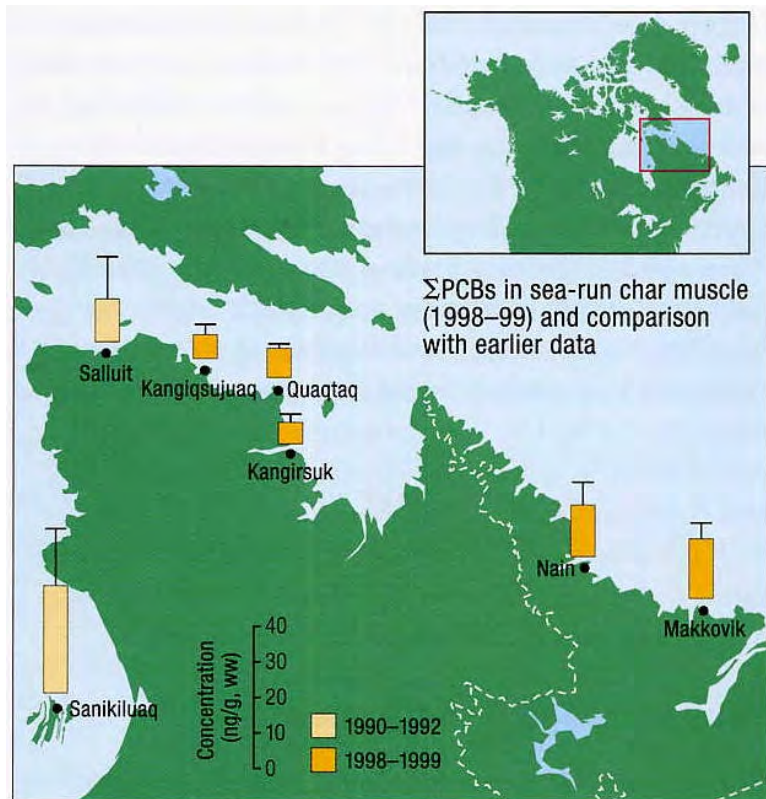 ΣPCBs in sea-run char muscle
(1998–99) and comparison
with earlier data
Salluit
Kangiqsujuaq
Quaqtaq
Kangirsuk
Nain
Makkovik
Sanikiluaq
Concentration
(ng/g, ww)
40
30
20
10
0
1990–1992
1998–1999